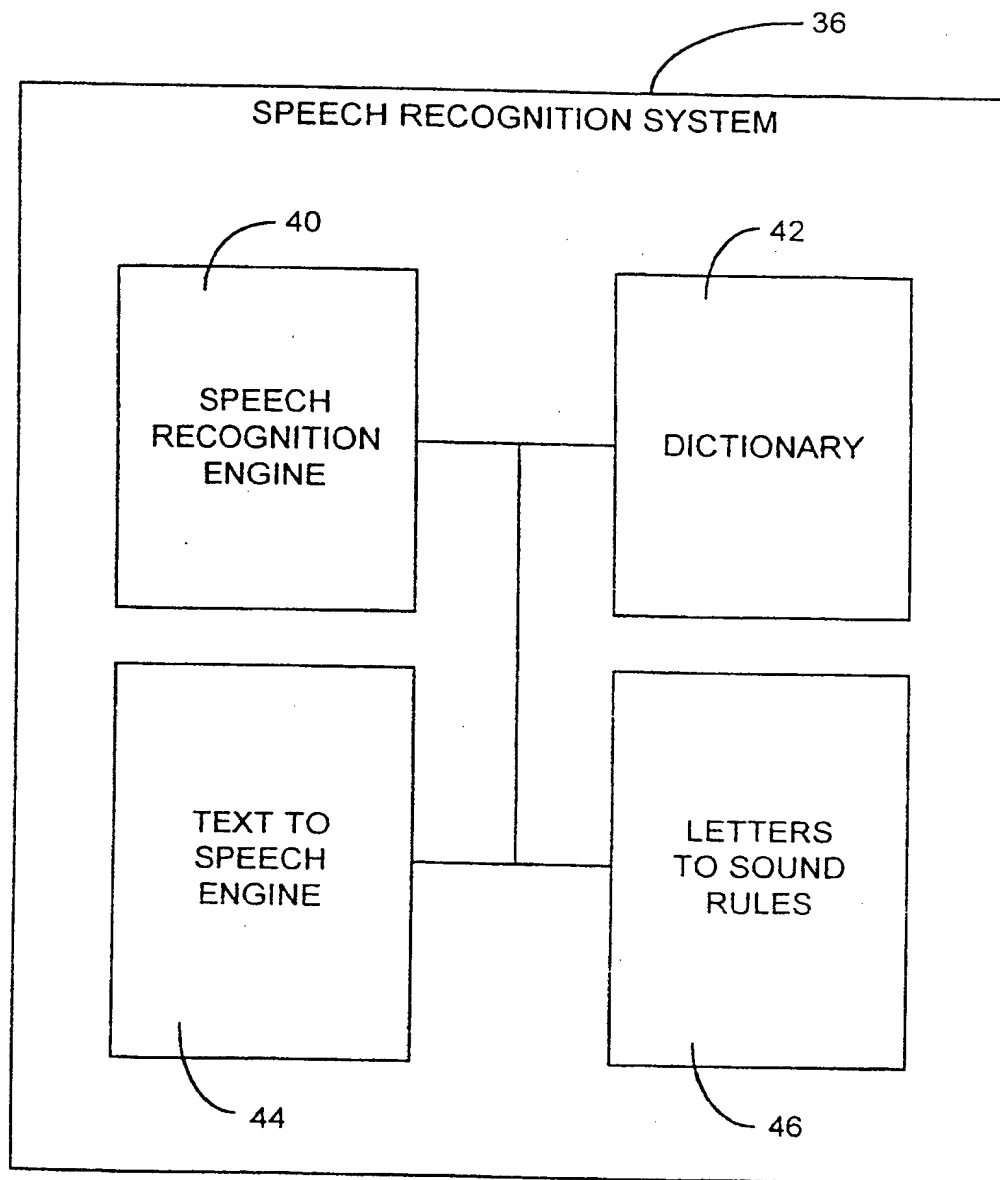 36
SPEECH RECOGNITION SYSTEM
40
42
SPEECH
RECOGNITION
ENGINE
DICTIONARY
TEXT TO
SPEECH
ENGINE
LETTERS
TO SOUND
RULES
44
46